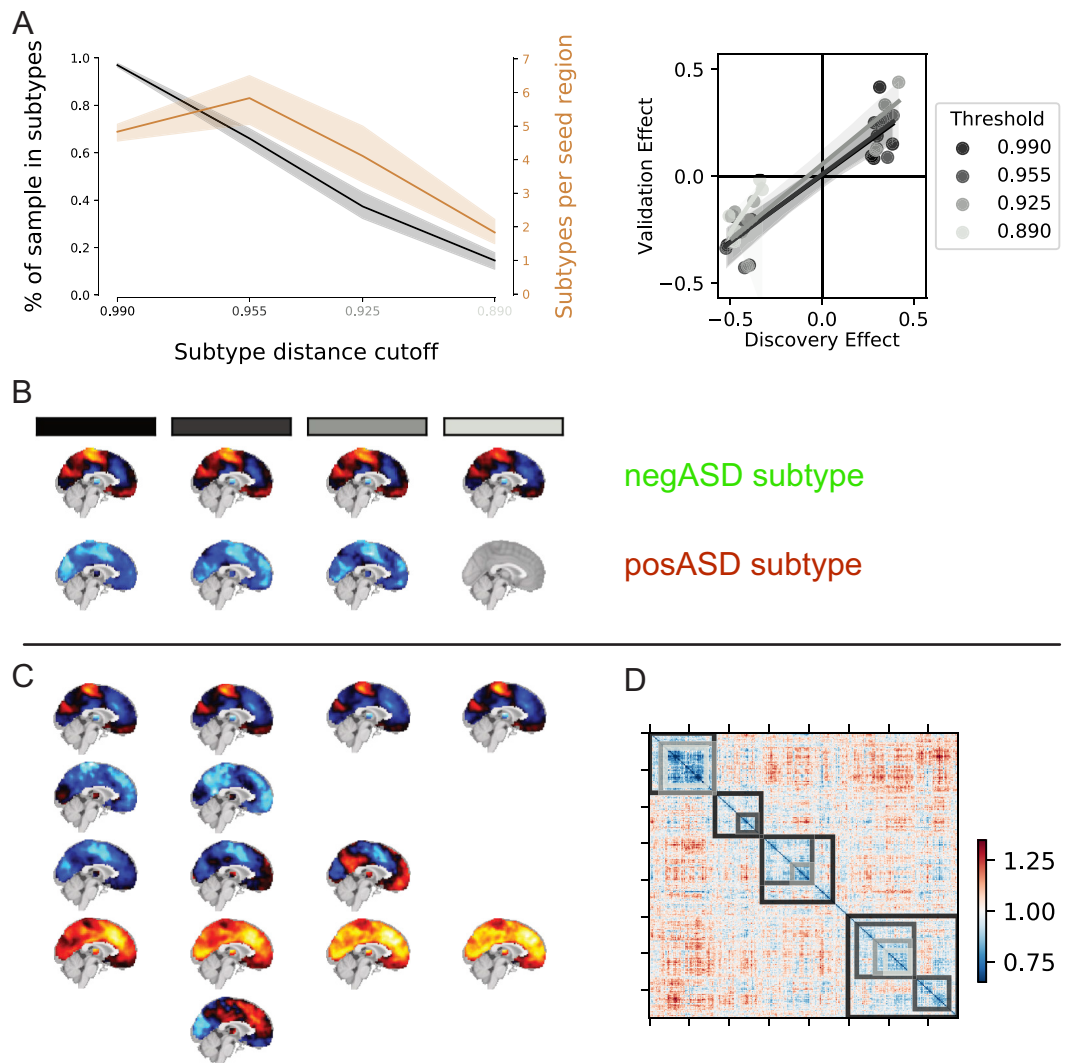 A
% of sample in subtypes
1.0
0.8
0.6
0.4
0.2
0.0
0.990
0.955
0.925
0.890
Subtype distance cutoff
7
6
5
4
3
2
1
0
Subtypes per seed region
Validation Effect
0.5
0.0
−0.5
−0.5
0.0
0.5
Discovery Effect
Threshold
0.990
0.955
0.925
0.890
B
negASD subtype
posASD subtype
C
D
1.25
1.00
0.75